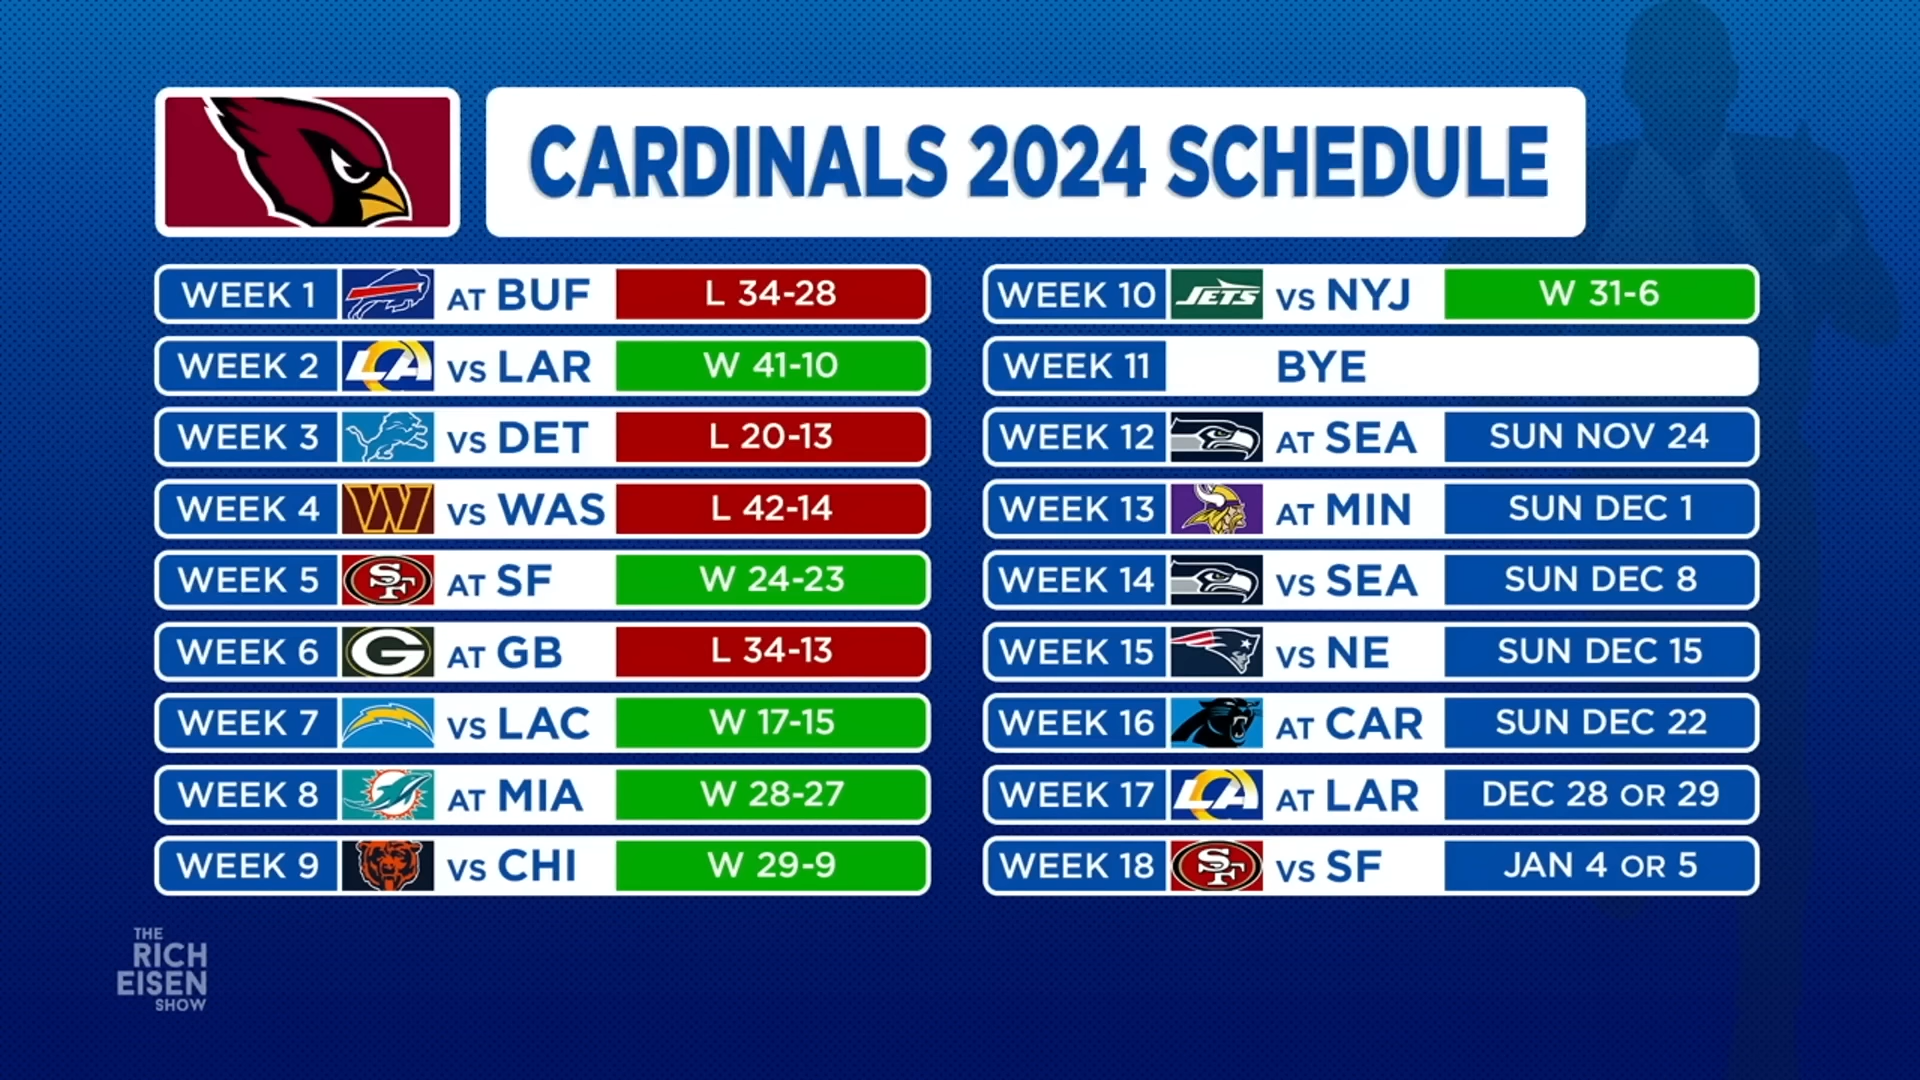 CARDINALS 2024 SCHEDULE
WEEK 1 AT BUF L 34-28
WEEK 2 LA VS LAR W 41-10
WEEK 3 VS DET L 20-13
WEEK 4 W VS WAS L 42-14
WEEK 5 SF AT SF W 24-23
WEEK 6 G AT GB L 34-13
WEEK 7 VS LAC W 17-15
WEEK 8 AT MIA W 28-27
WEEK 9 VS CHI W 29-9
WEEK 10 JETS VS NYJ W 31-6
WEEK 11 BYE
WEEK 12 AT SEA SUN NOV 24
WEEK 13 AT MIN SUN DEC 1
WEEK 14 VS SEA SUN DEC 8
WEEK 15 VS NE SUN DEC 15
WEEK 16 AT CAR SUN DEC 22
WEEK 17 LA AT LAR DEC 28 OR 29
WEEK 18 SF VS SF JAN 4 OR 5
THE
RICH
EISEN
SHOW